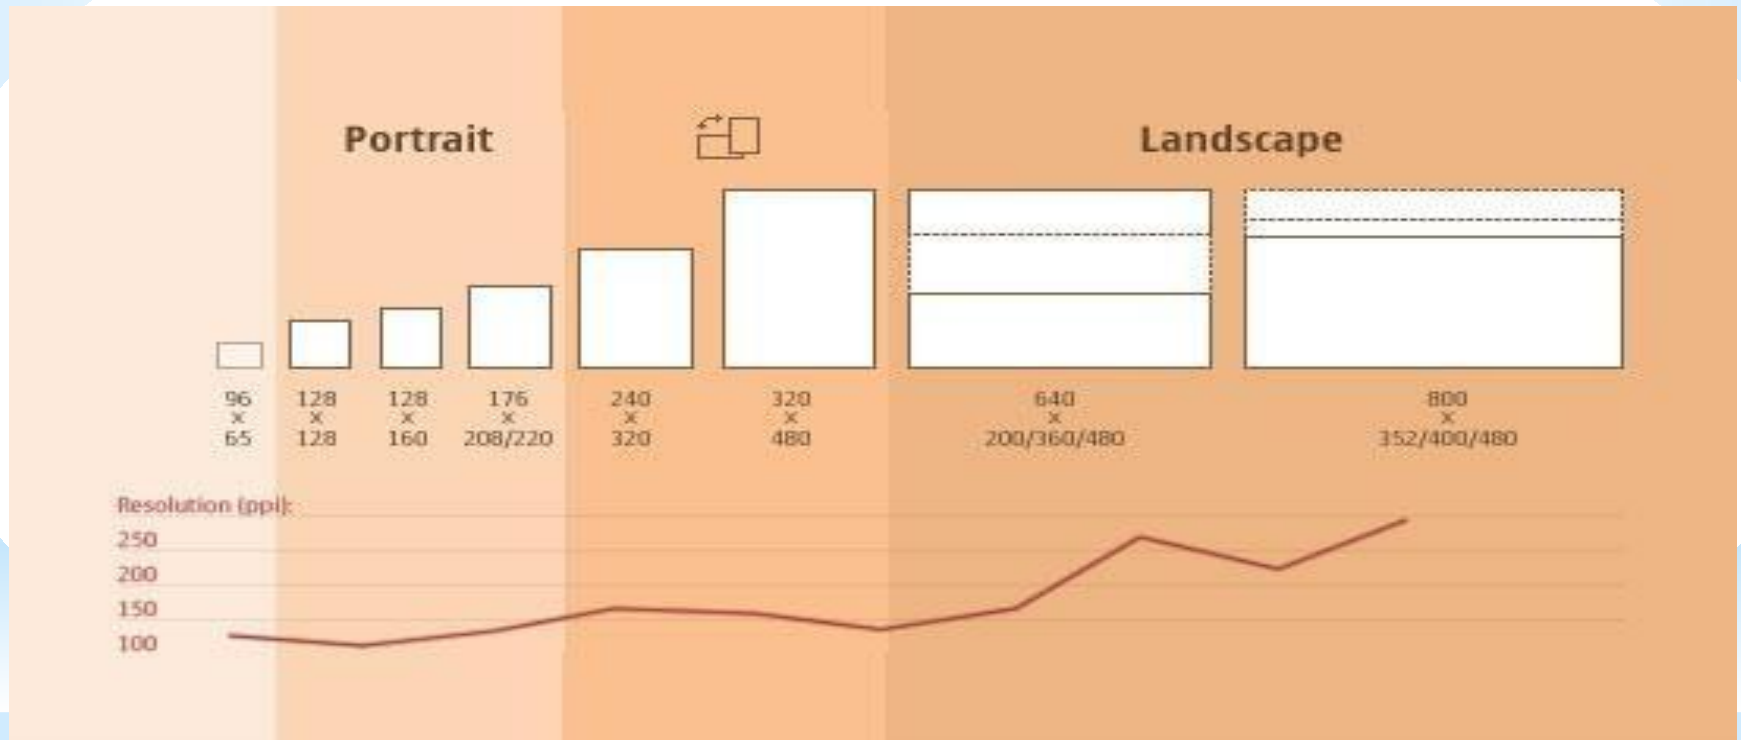 Portrait
Landscape
96 128 128 176 240 320 640 800
x x x x x x x x
65 128 160 208/220 320 480 200/360/480 352/400/480
Resolution (ppi):
250
200
150
100